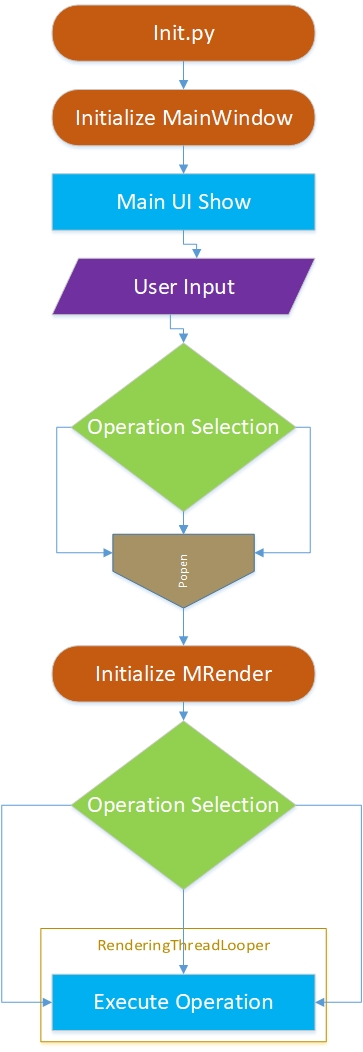 Init.py
Initialize MainWindow
Main UI Show
User Input
Operation Selection
Popen
Initialize MRender
Operation Selection
RenderingThreadLooper
Execute Operation